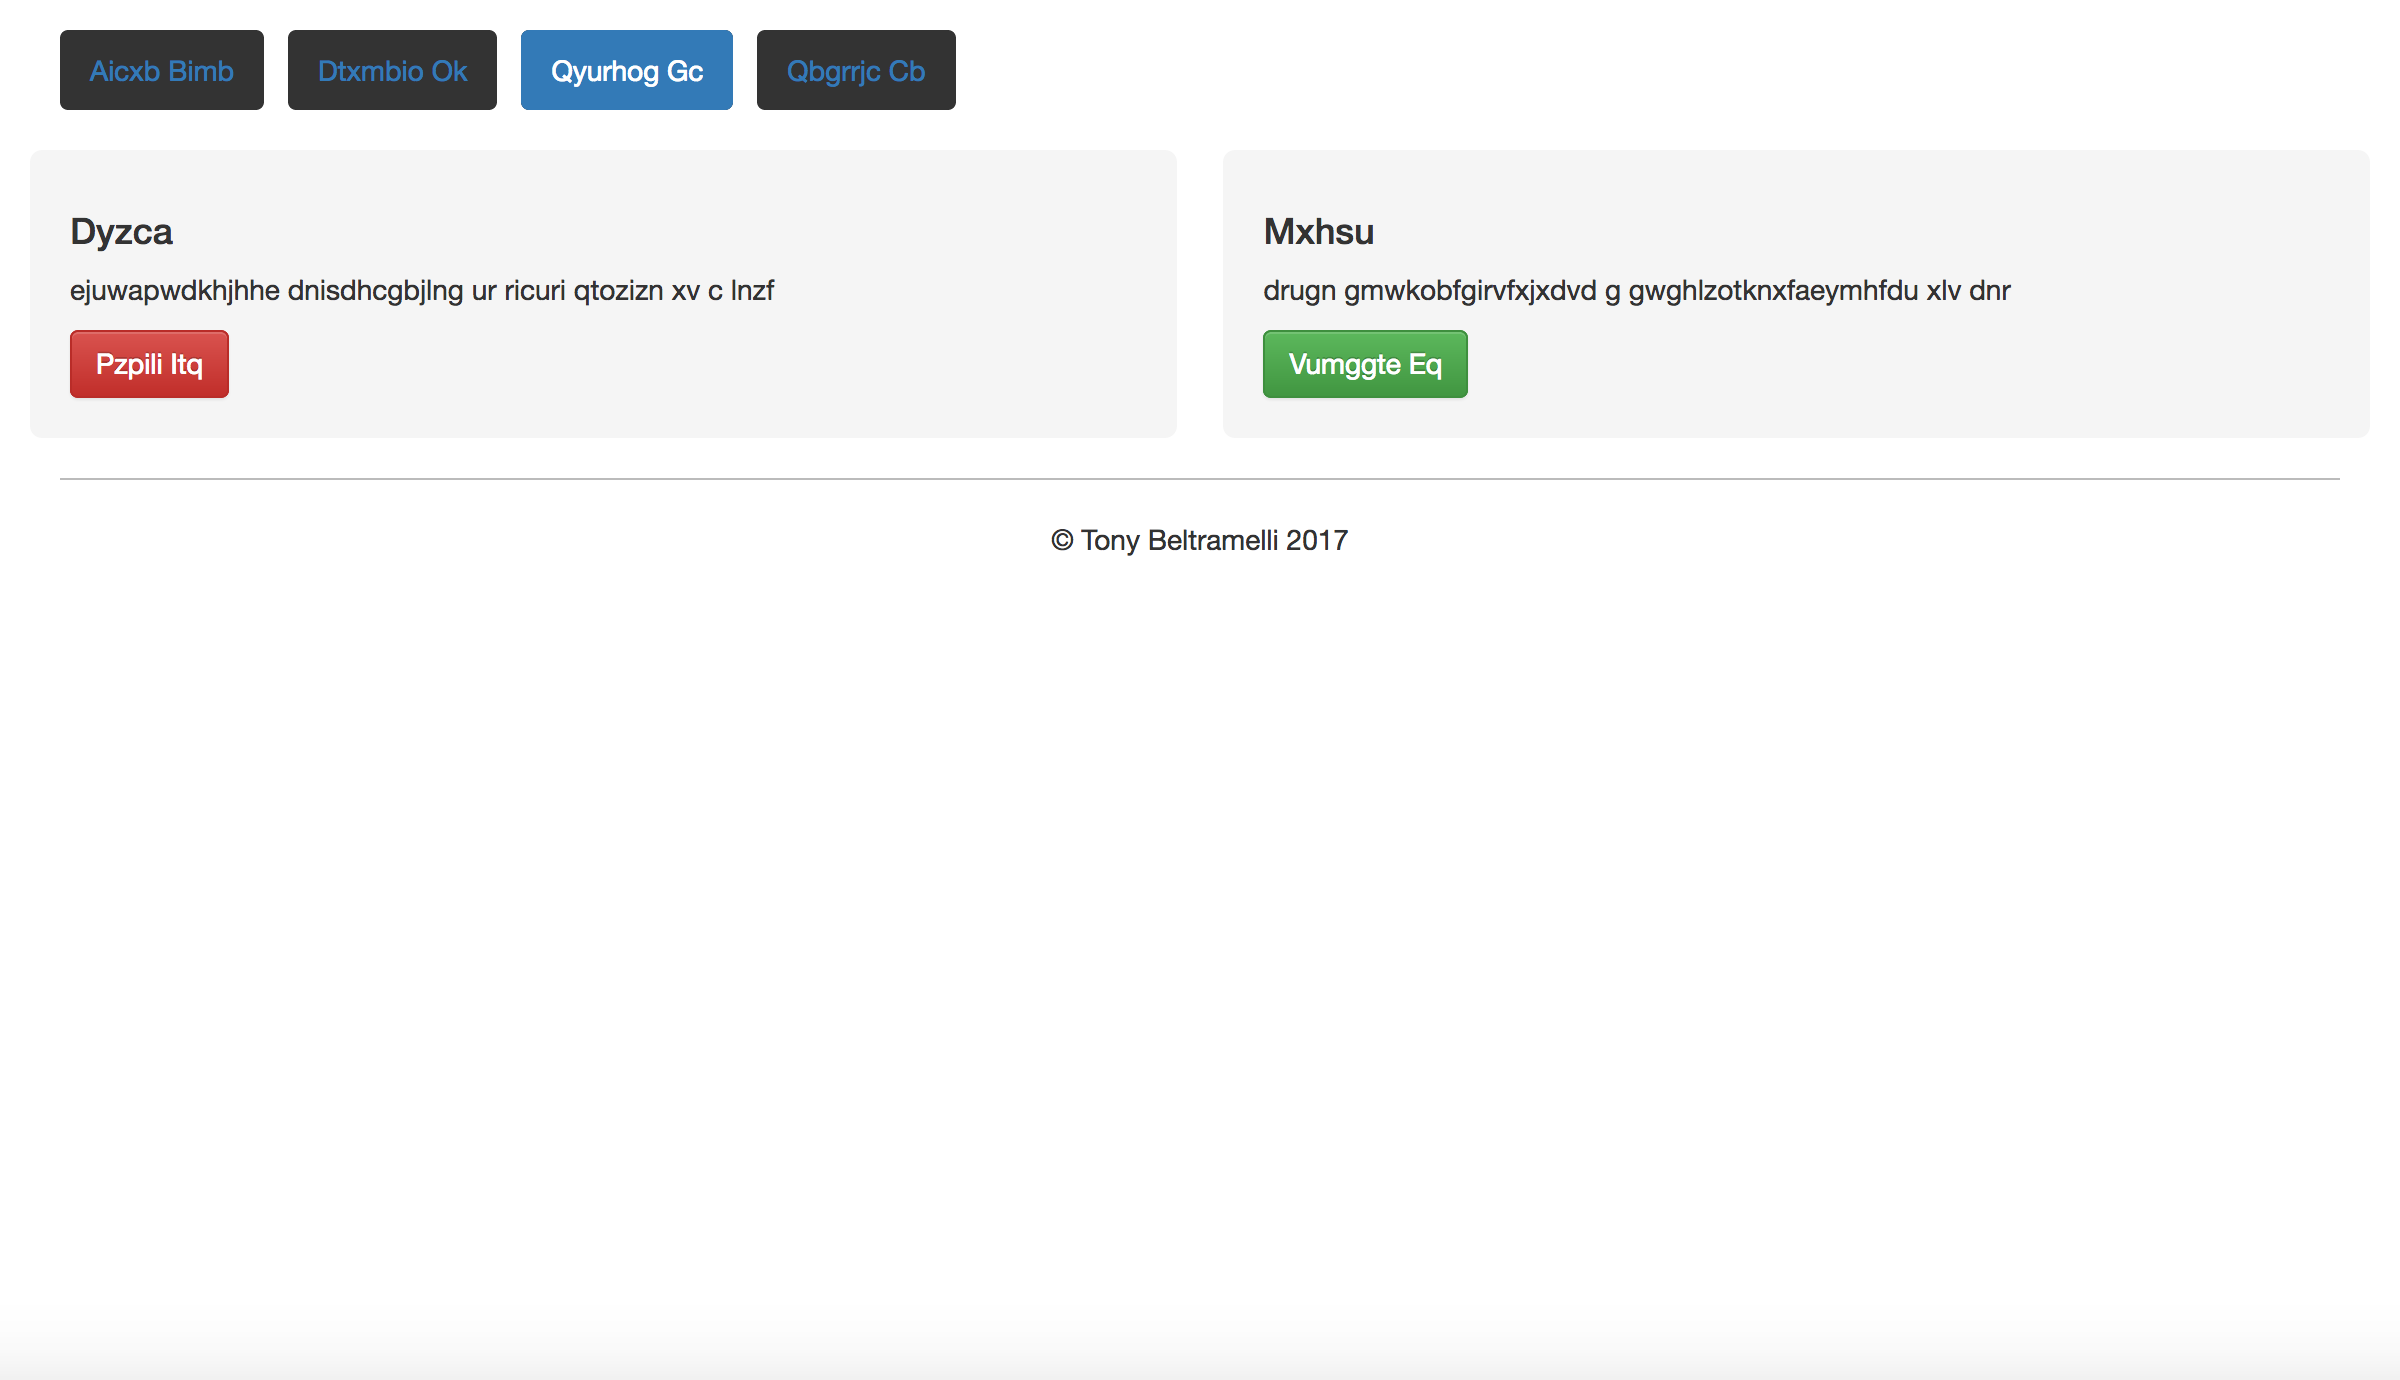 Aicxb Bimb Dtxmbio Ok Qyurhog Gc Qbgrrjc Cb
Dyzca
ejuwapwdkhjhhe dnisdhcgbjlng ur ricuri qtozizn xv c lnzf
Pzpili Itq
Mxhsu
drugn gmwkobfgirvfxjxdvd g gwghlzotknxfaeymhfdu xlv dnr
Vumggte Eq
© Tony Beltramelli 2017